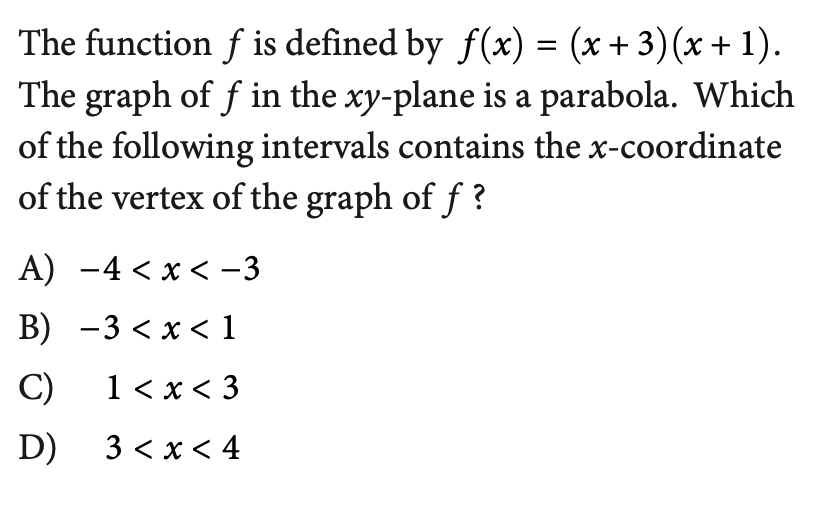 The function f is defined by f(x) = (x + 3)(x + 1).
The graph of f in the xy-plane is a parabola. Which
of the following intervals contains the x-coordinate
of the vertex of the graph of f ?
A) −4 < x < −3
B) −3 < x < 1
C) 1 < x < 3
D) 3 < x < 4